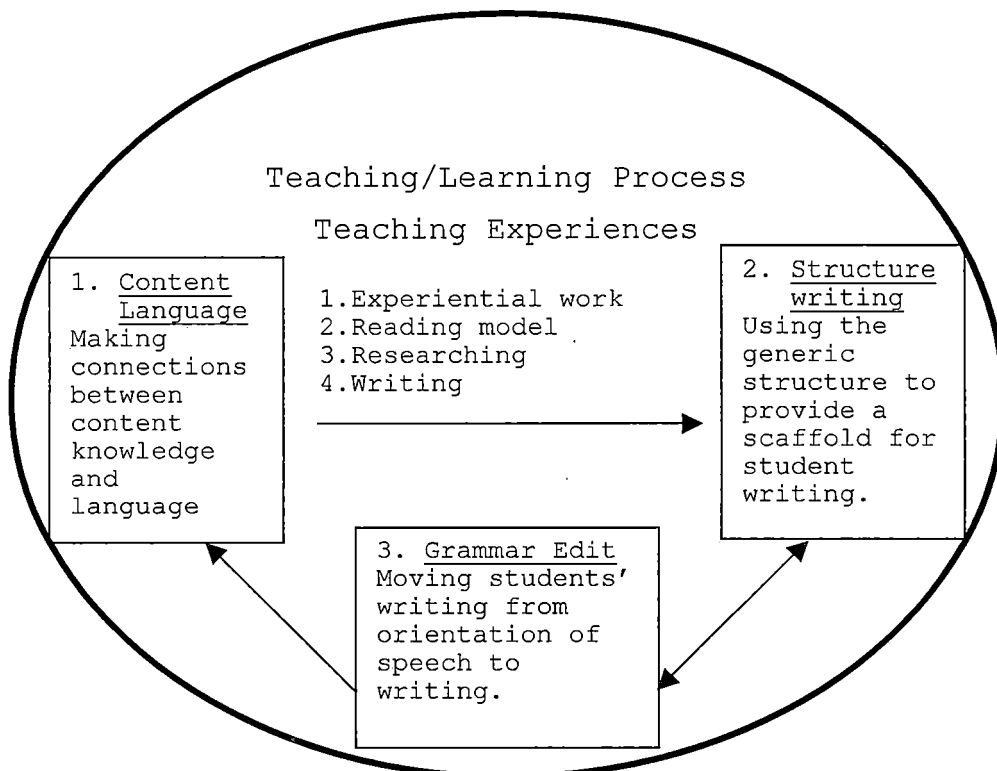 Teaching/Learning Process
Teaching Experiences
1. Content
Language
Making
connections
between
content
knowledge
and
language
1.Experiential work
2.Reading model
3.Researching
4.Writing
2. Structure
writing
Using the
generic
structure to
provide a
scaffold for
student
writing.
3. Grammar Edit
Moving students'
writing from
orientation of
speech to
writing.